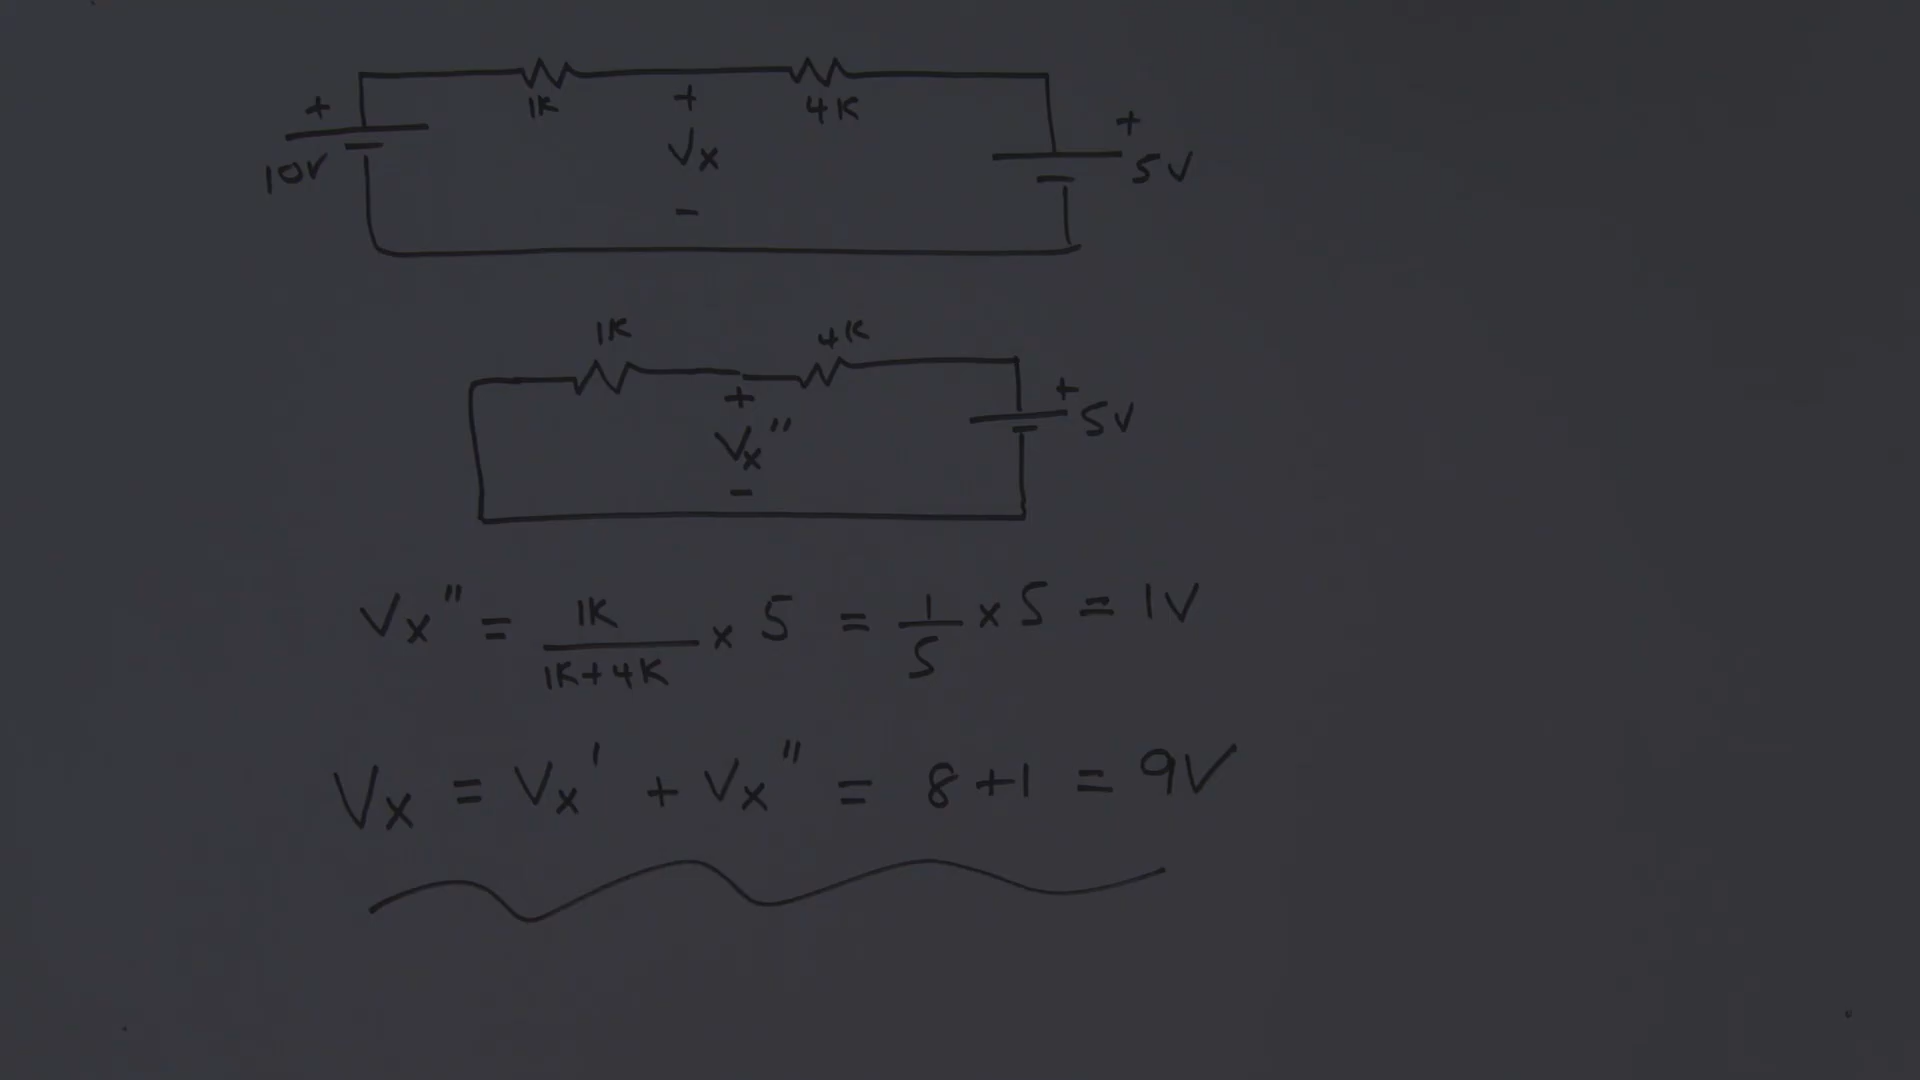 1K 4K
+ + +
10V Vx 5V
-
1K 4K
+ +
Vx" 5V
-
Vx" = 1K / 1K+4K x 5 = 1/5 x 5 = 1V
Vx = Vx' + Vx" = 8+1 = 9V